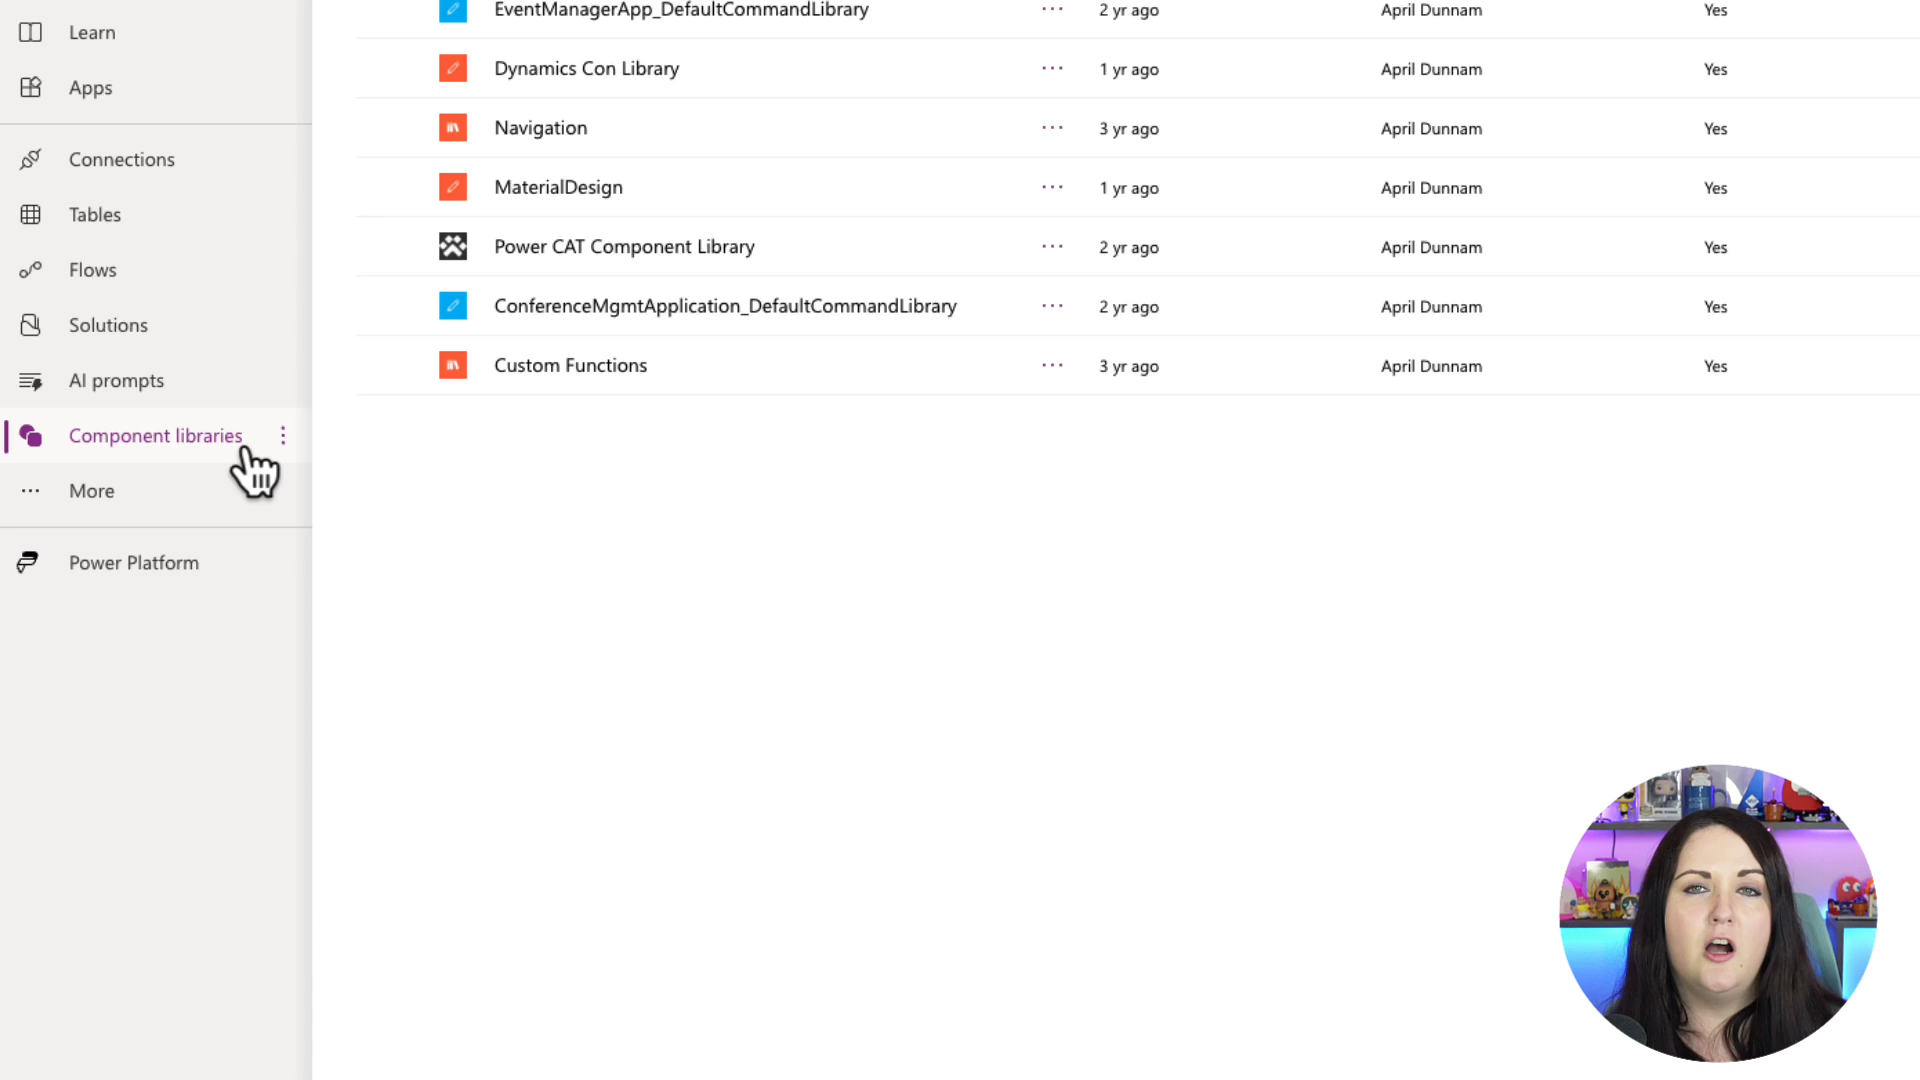 Learn
Apps
Connections
Tables
Flows
Solutions
AI prompts
Component libraries
More
Power Platform
EventManagerApp_DefaultCommandLibrary ... 2 yr ago April Dunnam Yes
Dynamics Con Library ... 1 yr ago April Dunnam Yes
Navigation ... 3 yr ago April Dunnam Yes
MaterialDesign ... 1 yr ago April Dunnam Yes
Power CAT Component Library ... 2 yr ago April Dunnam Yes
ConferenceMgmtApplication_DefaultCommandLibrary ... 2 yr ago April Dunnam Yes
Custom Functions ... 3 yr ago April Dunnam Yes